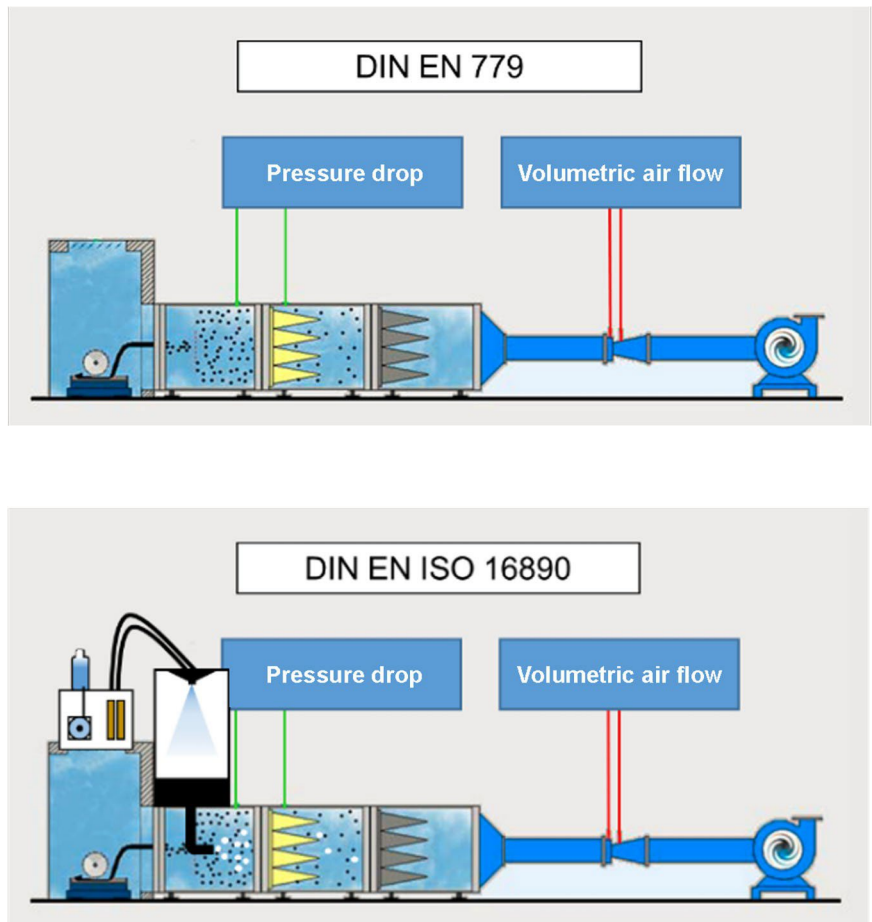 DIN EN 779
Pressure drop
Volumetric air flow
DIN EN ISO 16890
Pressure drop
Volumetric air flow